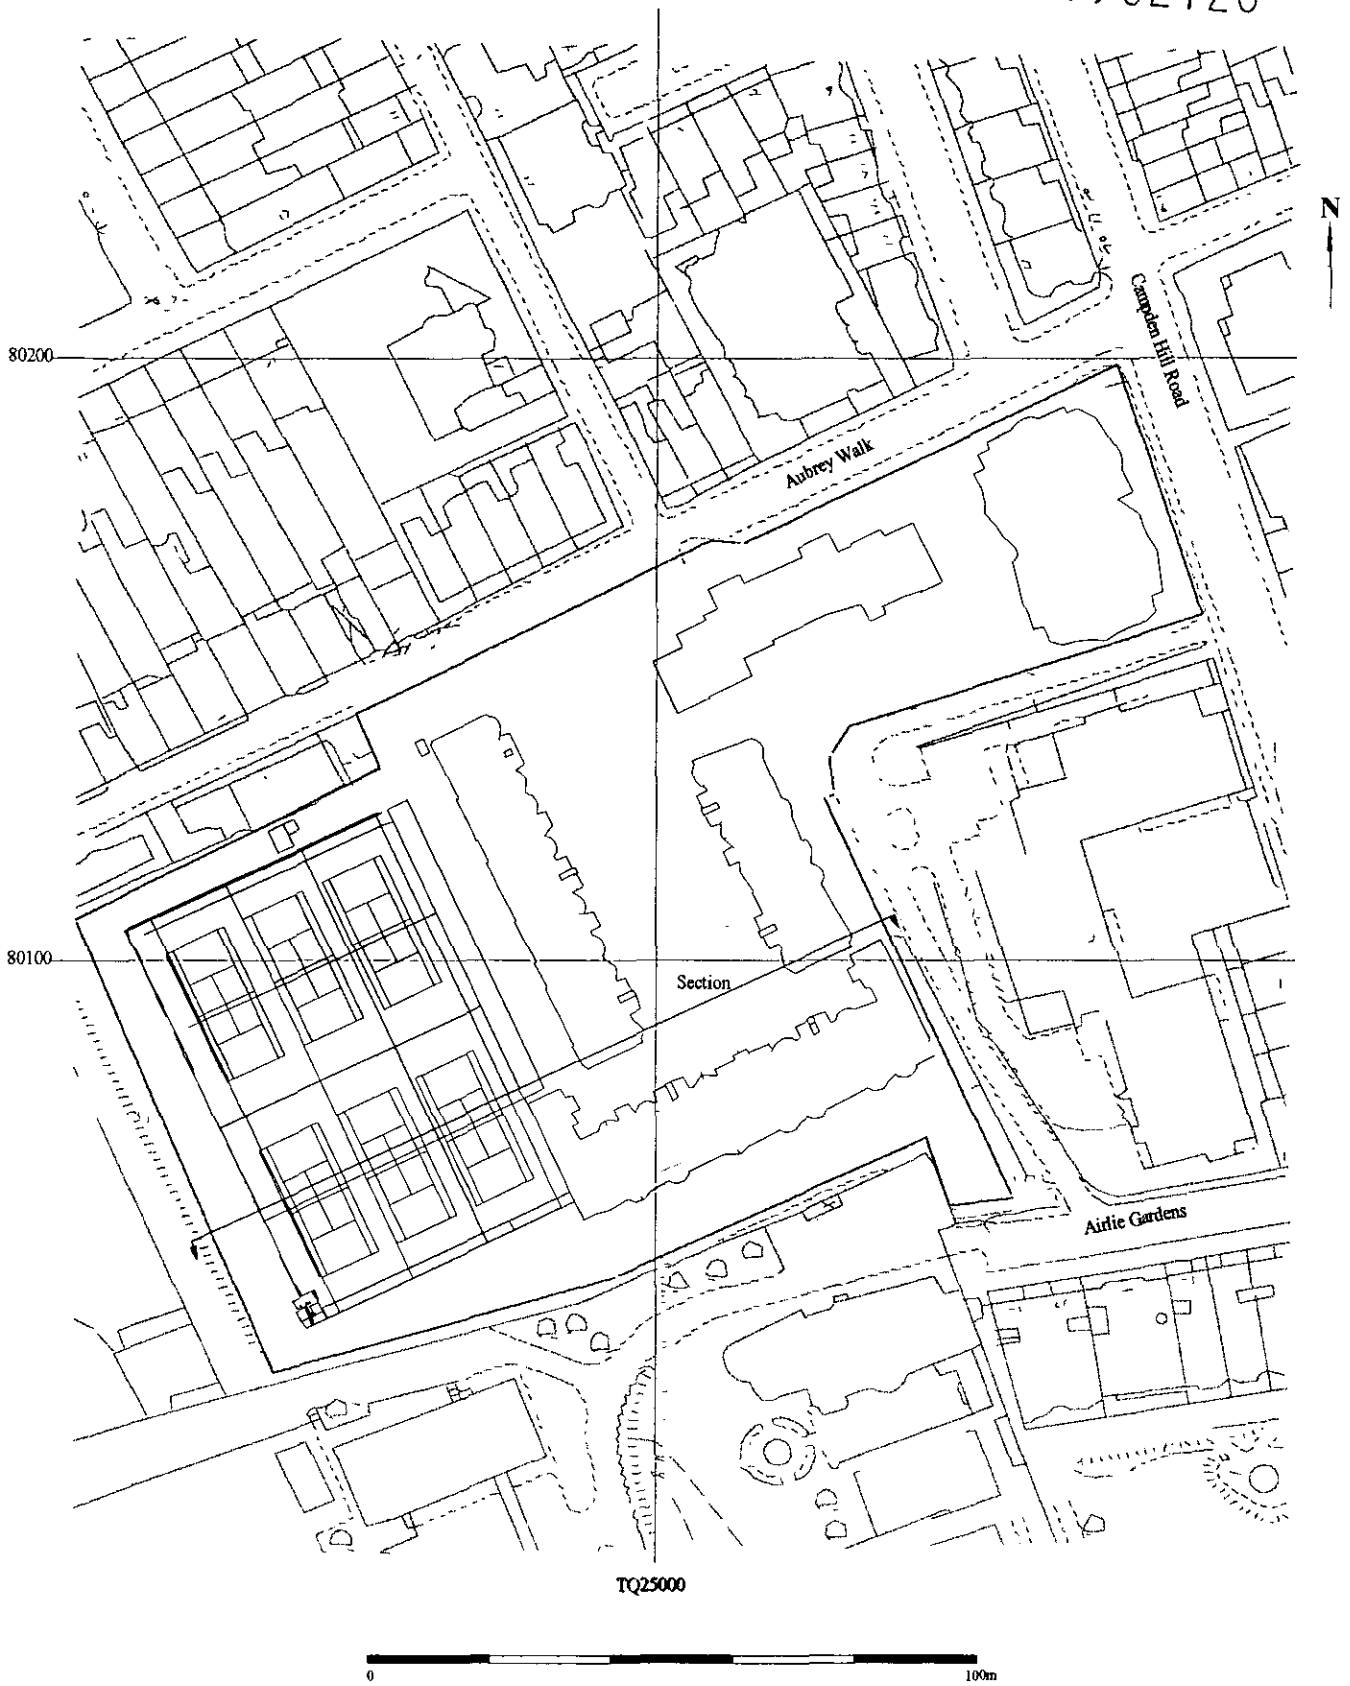 N
80200
Campden Hill Road
Aubrey Walk
80100
Section
Airlie Gardens
TQ25000
0
100m